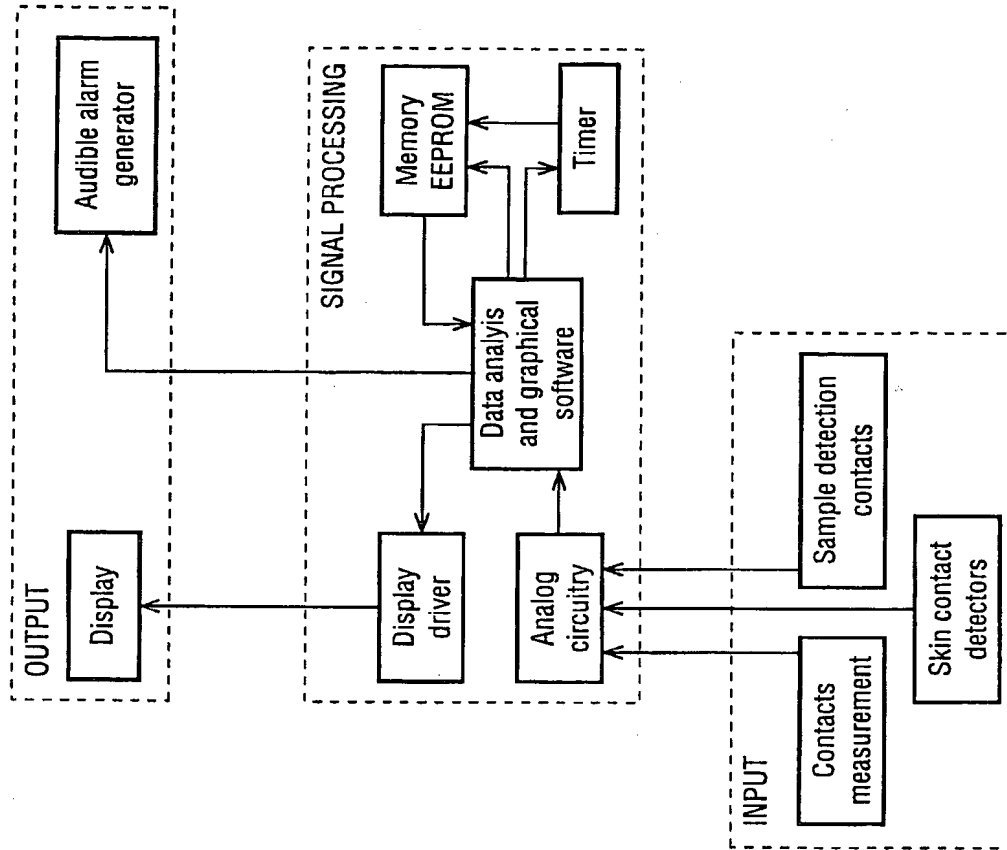 OUTPUT
Display
Audible alarm
generator
SIGNAL PROCESSING
Display
driver
Memory
EEPROM
Analog
circuitry
Data analyis
and graphical
software
Timer
INPUT
Contacts
measurement
Sample detection
contacts
Skin contact
detectors